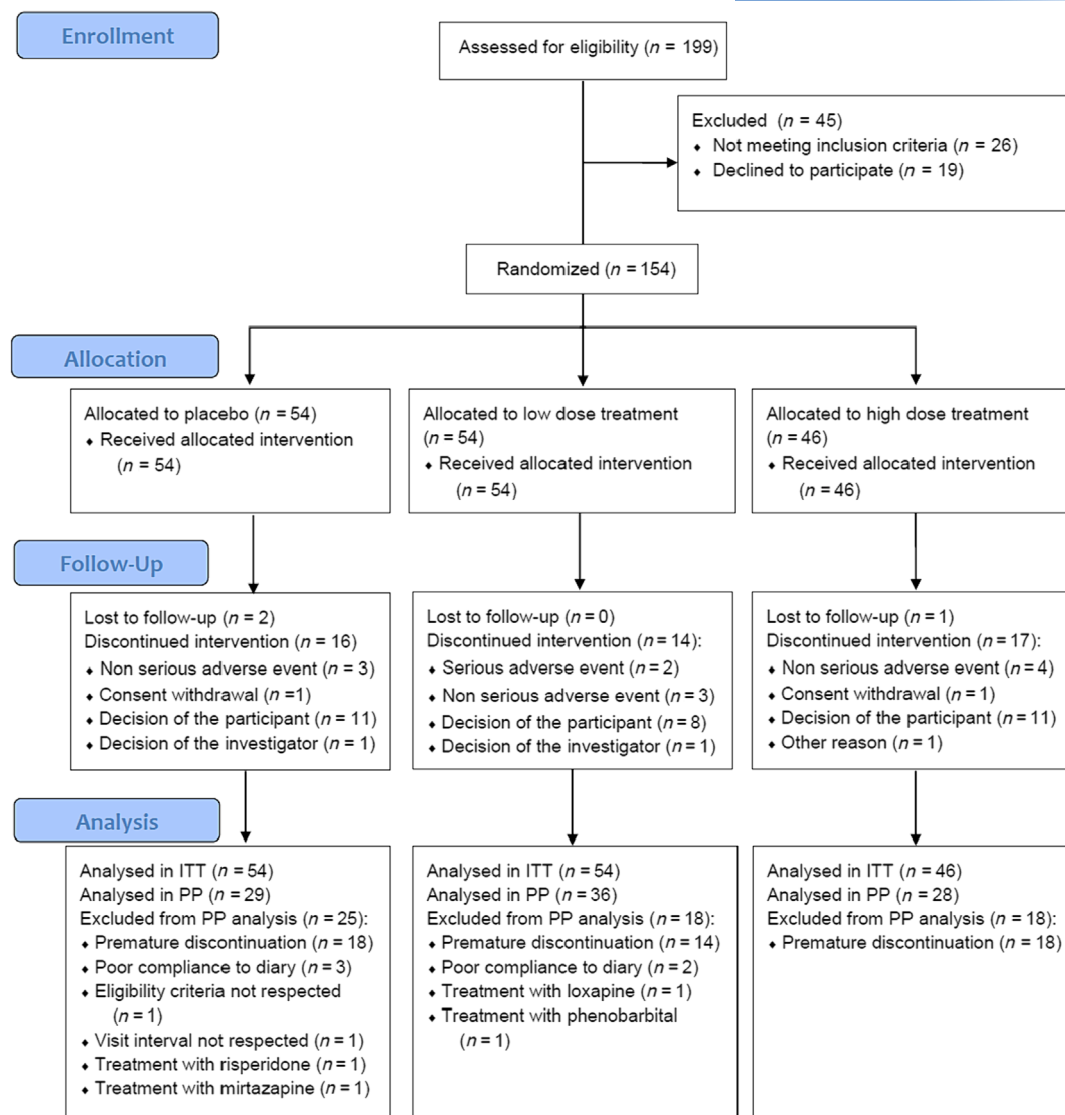 Enrollment
Assessed for eligibility (n = 199)
Excluded (n = 45)
♦ Not meeting inclusion criteria (n = 26)
♦ Declined to participate (n = 19)
Randomized (n = 154)
Allocation
Allocated to placebo (n = 54)
♦ Received allocated intervention
(n = 54)
Allocated to low dose treatment
(n = 54)
♦ Received allocated intervention
(n = 54)
Allocated to high dose treatment
(n = 46)
♦ Received allocated intervention
(n = 46)
Follow-Up
Lost to follow-up (n = 2)
Discontinued intervention (n = 16)
♦ Non serious adverse event (n = 3)
♦ Consent withdrawal (n =1)
♦ Decision of the participant (n = 11)
♦ Decision of the investigator (n = 1)
Lost to follow-up (n = 0)
Discontinued intervention (n = 14):
♦ Serious adverse event (n = 2)
♦ Non serious adverse event (n = 3)
♦ Decision of the participant (n = 8)
♦ Decision of the investigator (n = 1)
Lost to follow-up (n = 1)
Discontinued intervention (n = 17):
♦ Non serious adverse event (n = 4)
♦ Consent withdrawal (n = 1)
♦ Decision of the participant (n = 11)
♦ Other reason (n = 1)
Analysis
Analysed in ITT (n = 54)
Analysed in PP (n = 29)
Excluded from PP analysis (n = 25):
♦ Premature discontinuation (n = 18)
♦ Poor compliance to diary (n = 3)
♦ Eligibility criteria not respected
(n = 1)
♦ Visit interval not respected (n = 1)
♦ Treatment with risperidone (n = 1)
♦ Treatment with mirtazapine (n = 1)
Analysed in ITT (n = 54)
Analysed in PP (n = 36)
Excluded from PP analysis (n = 18):
♦ Premature discontinuation (n = 14)
♦ Poor compliance to diary (n = 2)
♦ Treatment with loxapine (n = 1)
♦ Treatment with phenobarbital
(n = 1)
Analysed in ITT (n = 46)
Analysed in PP (n = 28)
Excluded from PP analysis (n = 18):
♦ Premature discontinuation (n = 18)